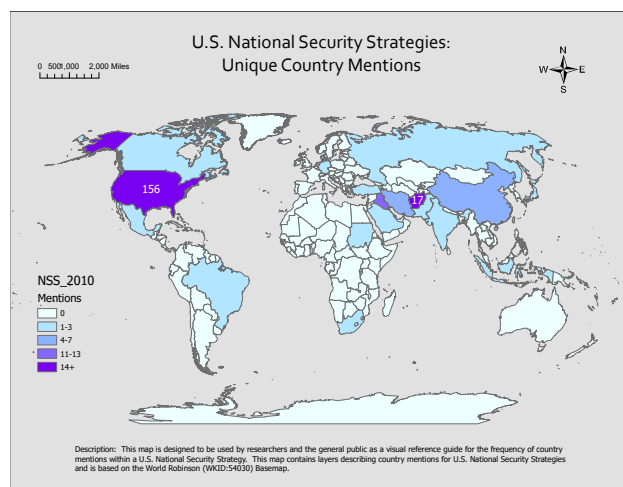 U.S. National Security Strategies:
Unique Country Mentions
0 5001,000 2,000 Miles
N
W E
S
156
17
NSS_2010
Mentions
0
1-3
4-7
11-13
14+
Description: This map is designed to be used by researchers and the general public as a visual reference guide for the frequency of country
mentions within a U.S. National Security Strategy. This map contains layers describing country mentions for U.S. National Security Strategies
and is based on the World Robinson (WKID:54030) Basemap.